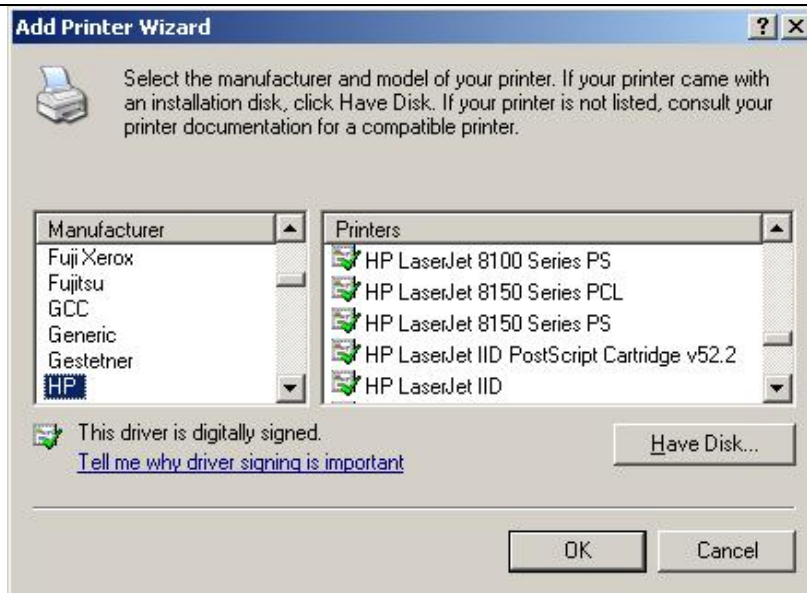 Add Printer Wizard
Select the manufacturer and model of your printer. If your printer came with
an installation disk, click Have Disk. If your printer is not listed, consult your
printer documentation for a compatible printer.
Manufacturer
Fuji Xerox
Fujitsu
GCC
Generic
Gestetner
HP
Printers
HP LaserJet 8100 Series PS
HP LaserJet 8150 Series PCL
HP LaserJet 8150 Series PS
HP LaserJet IID PostScript Cartridge v52.2
HP LaserJet IID
This driver is digitally signed.
Tell me why driver signing is important
Have Disk...
OK
Cancel